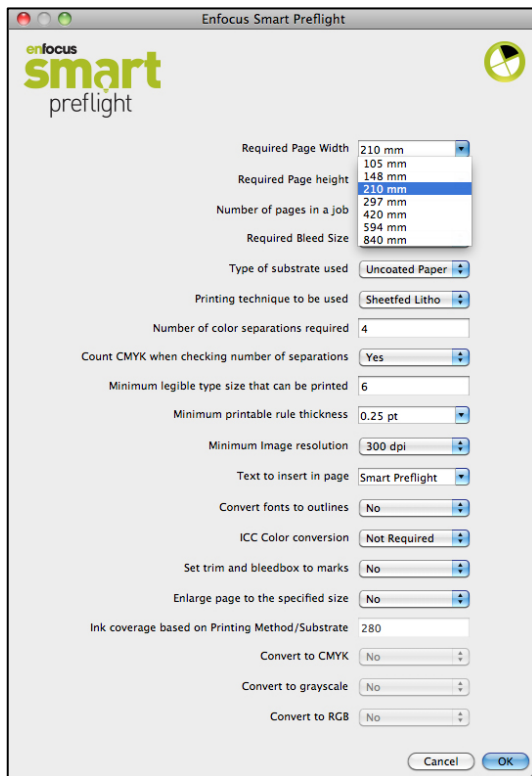 Enfocus Smart Preflight
enfocus
smart
preflight
Required Page Width 210 mm
105 mm
148 mm
Required Page height 210 mm
297 mm
Number of pages in a job 420 mm
594 mm
Required Bleed Size 840 mm
Type of substrate used Uncoated Paper
Printing technique to be used Sheetfed Litho
Number of color separations required 4
Count CMYK when checking number of separations Yes
Minimum legible type size that can be printed 6
Minimum printable rule thickness 0.25 pt
Minimum Image resolution 300 dpi
Text to insert in page Smart Preflight
Convert fonts to outlines No
ICC Color conversion Not Required
Set trim and bleedbox to marks No
Enlarge page to the specified size No
Ink coverage based on Printing Method/Substrate 280
Convert to CMYK No
Convert to grayscale No
Convert to RGB No
Cancel OK